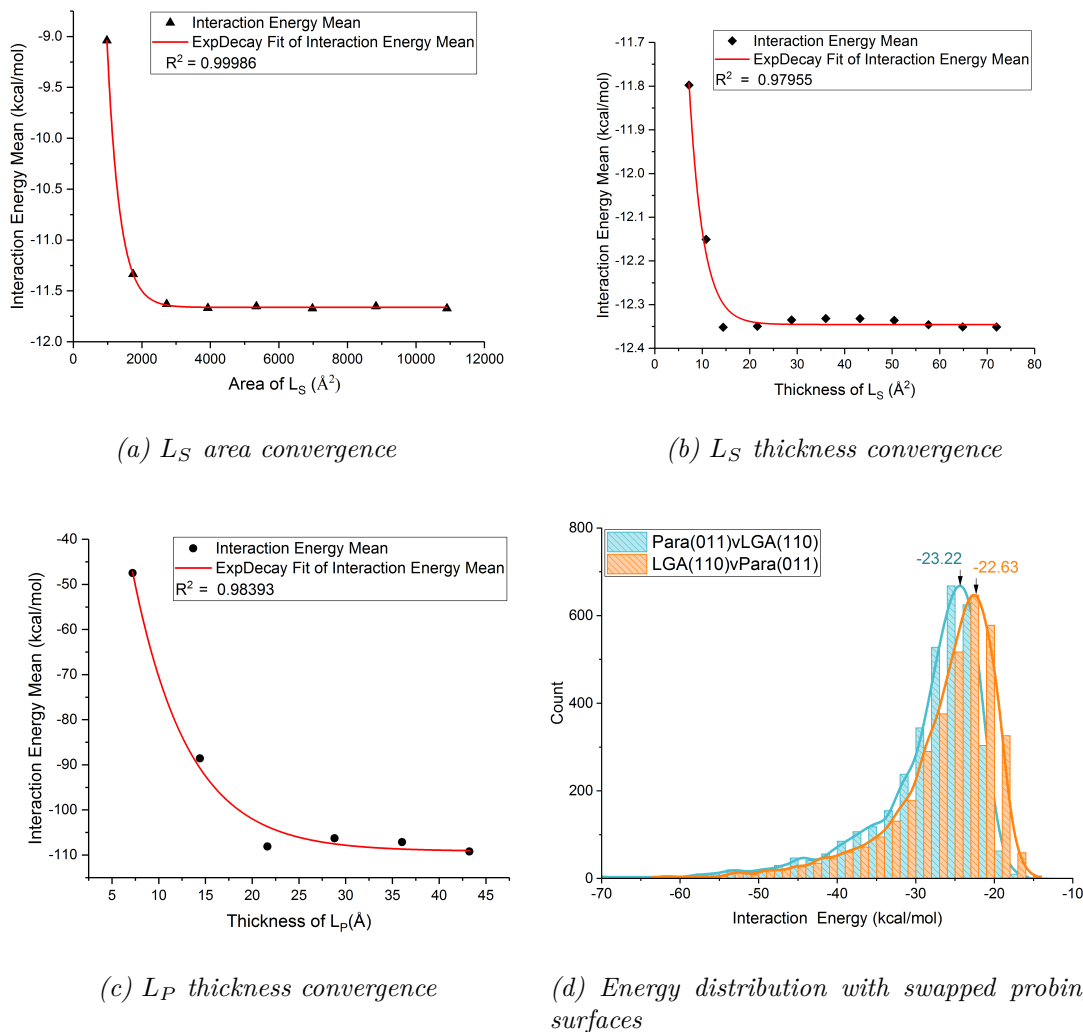 Interaction Energy Mean
ExpDecay Fit of Interaction Energy Mean
R² = 0.99986
-9.0
-9.5
-10.0
-10.5
-11.0
-11.5
-12.0
Interaction Energy Mean (kcal/mol)
0 2000 4000 6000 8000 10000 12000
Area of L_S (Å²)
(a) L_S area convergence
Interaction Energy Mean
ExpDecay Fit of Interaction Energy Mean
R² = 0.97955
-11.7
-11.8
-11.9
-12.0
-12.1
-12.2
-12.3
-12.4
Interaction Energy Mean (kcal/mol)
0 10 20 30 40 50 60 70 80
Thickness of L_S (Å²)
(b) L_S thickness convergence
Interaction Energy Mean
ExpDecay Fit of Interaction Energy Mean
R² = 0.98393
-40
-50
-60
-70
-80
-90
-100
-110
Interaction Energy Mean (kcal/mol)
5 10 15 20 25 30 35 40 45
Thickness of L_P(Å)
(c) L_P thickness convergence
Para(011)vLGA(110)
LGA(110)vPara(011)
-23.22
-22.63
800
600
400
200
0
Count
-70 -60 -50 -40 -30 -20 -10
Interaction Energy (kcal/mol)
(d) Energy distribution with swapped probin
surfaces